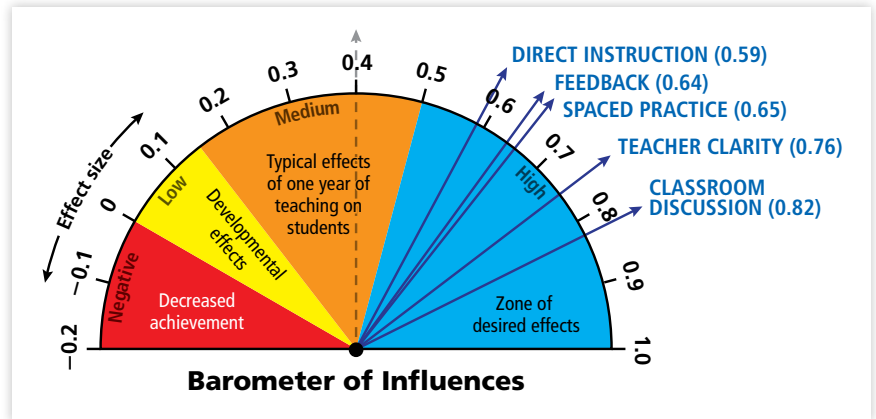 DIRECT INSTRUCTION (0.59)
FEEDBACK (0.64)
SPACED PRACTICE (0.65)
TEACHER CLARITY (0.76)
CLASSROOM
DISCUSSION (0.82)
Effect size
−0.2
−0.1
0
0.1
0.2
0.3
0.4
0.5
0.6
0.7
0.8
0.9
1.0
Negative
Low
Medium
High
Decreased
achievement
Developmental
effects
Typical effects
of one year of
teaching on
students
Zone of
desired effects
Barometer of Influences